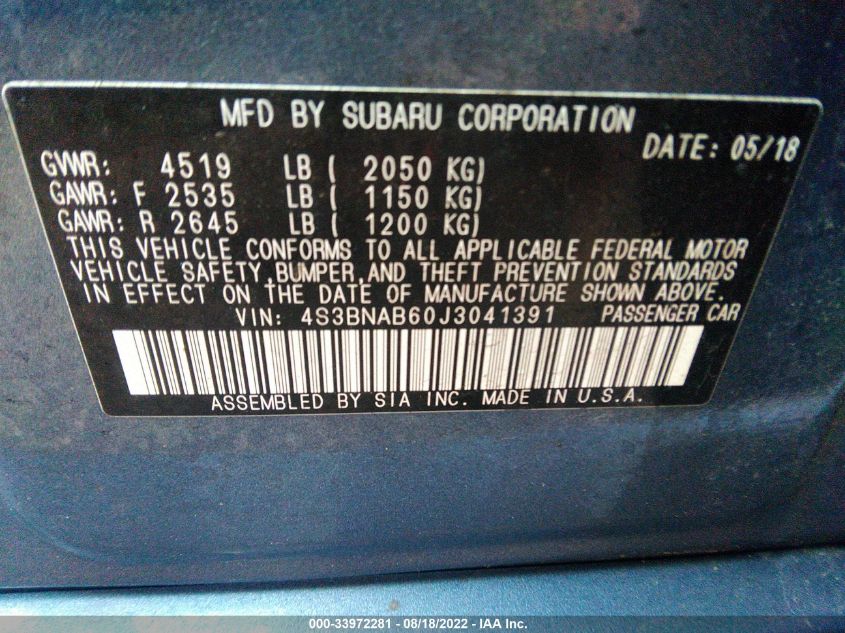 MFD BY SUBARU CORPORATION
DATE: 05/18
GVWR: 4519 LB ( 2050 KG)
GAWR: F 2535 LB ( 1150 KG)
GAWR: R 2645 LB ( 1200 KG)
THIS VEHICLE CONFORMS TO ALL APPLICABLE FEDERAL MOTOR
VEHICLE SAFETY,BUMPER,AND THEFT PREVENTION STANDARDS
IN EFFECT ON THE DATE OF MANUFACTURE SHOWN ABOVE.
VIN: 4S3BNAB60J3041391 PASSENGER CAR
ASSEMBLED BY SIA INC. MADE IN U.S.A.
000-33972281 - 08/18/2022 - IAA Inc.